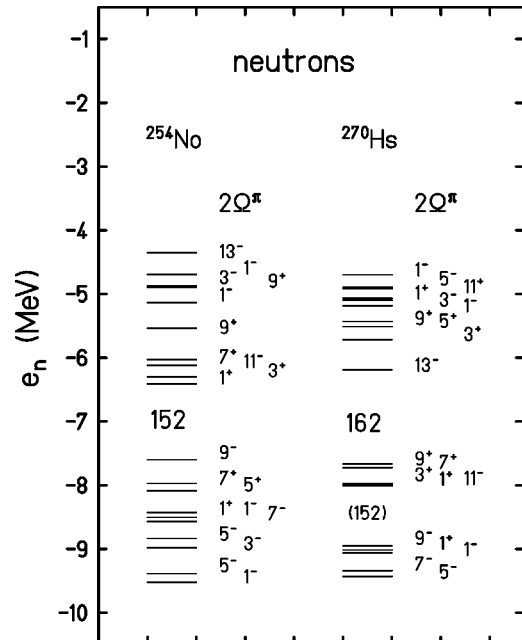 neutrons
²⁵⁴No ²⁷⁰Hs
2Ωᵖ 2Ωᵖ
e_n (MeV)
-1
-2
-3
-4
-5
-6
-7
-8
-9
-10
13⁻
3⁻ 1⁻ 9⁺
1⁻
9⁺
7⁺ 11⁻
1⁺ 3⁺
152
9⁻
7⁺ 5⁺
1⁺ 1⁻ 7⁻
5⁻ 3⁻
5⁻ 1⁻
1⁻ 5⁻ 11⁺
1⁺ 3⁻ 1⁻
9⁺ 5⁺ 3⁺
13⁻
162
9⁺ 7⁺
3⁺ 1⁺ 11⁻
(152)
9⁻ 1⁺ 1⁻
7⁻ 5⁻